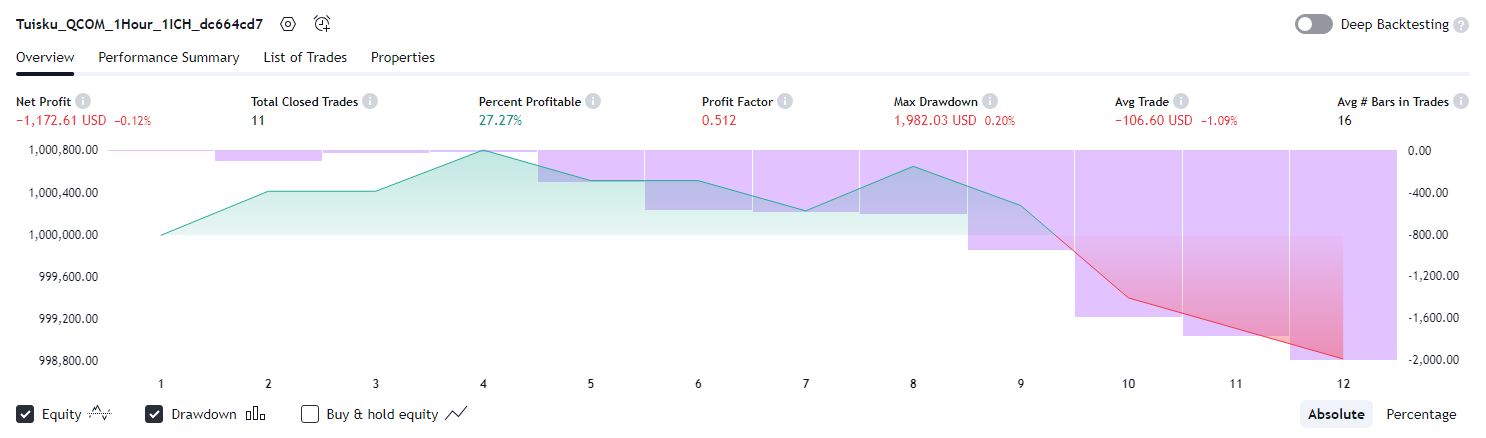 Tuisku_QCOM_1Hour_1ICH_dc664cd7 Deep Backtesting ?
Overview Performance Summary List of Trades Properties
Net Profit i Total Closed Trades i Percent Profitable i Profit Factor i Max Drawdown i Avg Trade i Avg # Bars in Trades i
−1,172.61 USD −0.12% 11 27.27% 0.512 1,982.03 USD 0.20% −106.60 USD −1.09% 16
1,000,800.00 0.00
1,000,400.00 -400.00
1,000,000.00 -800.00
999,600.00 -1,200.00
999,200.00 -1,600.00
998,800.00 -2,000.00
1 2 3 4 5 6 7 8 9 10 11 12
Equity Drawdown Buy & hold equity Absolute Percentage